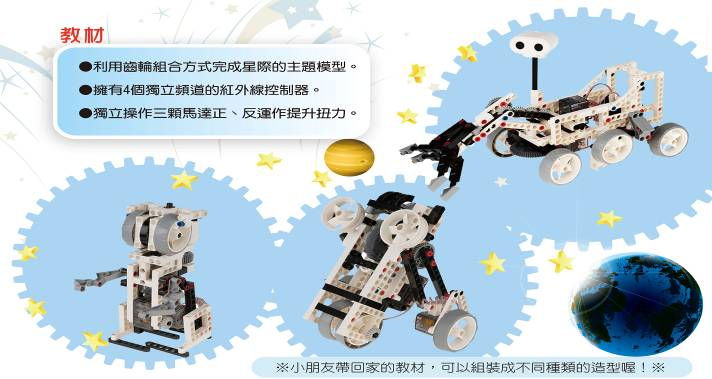 教材
●利用齒輪組合方式完成星際的主題模型。
●擁有4個獨立頻道的紅外線控制器。
●獨立操作三顆馬達正、反運作提升扭力。
※小朋友帶回家的教材，可以組裝成不同種類的造型喔！※